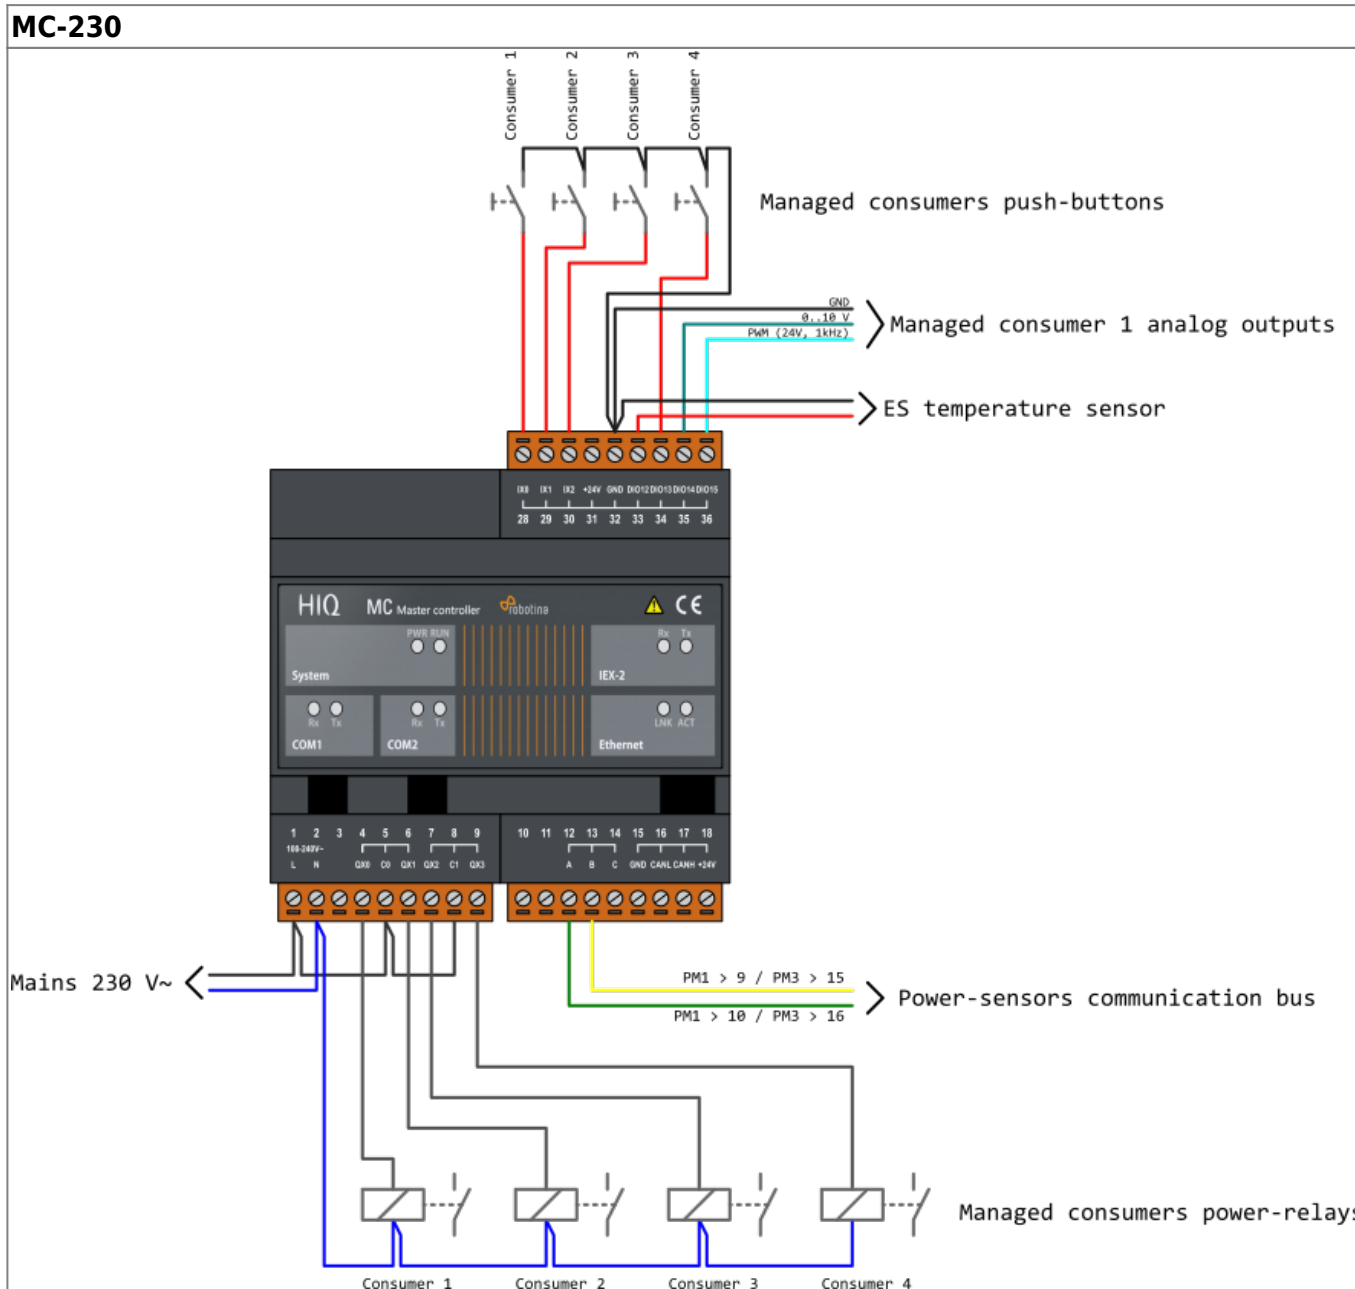 MC-230
Consumer 1
Consumer 2
Consumer 3
Consumer 4
Managed consumers push-buttons
GND
0..10 V
PWM (24V, 1kHz)
Managed consumer 1 analog outputs
ES temperature sensor
IX0 IX1 IX2 +24V GND DIO12 DIO13 DIO14 DIO15
28 29 30 31 32 33 34 35 36
HIQ MC Master controller robotina CE
PWR RUN
Rx Tx
System
IEX-2
Rx Tx
Rx Tx
LNK ACT
COM1
COM2
Ethernet
1 2 3 4 5 6 7 8 9 10 11 12 13 14 15 16 17 18
100-240V~
L N QX0 C0 QX1 QX2 C1 QX3 A B C GND CANL CANH +24V
Mains 230 V~
PM1 > 9 / PM3 > 15
Power-sensors communication bus
PM1 > 10 / PM3 > 16
Managed consumers power-relays
Consumer 1
Consumer 2
Consumer 3
Consumer 4